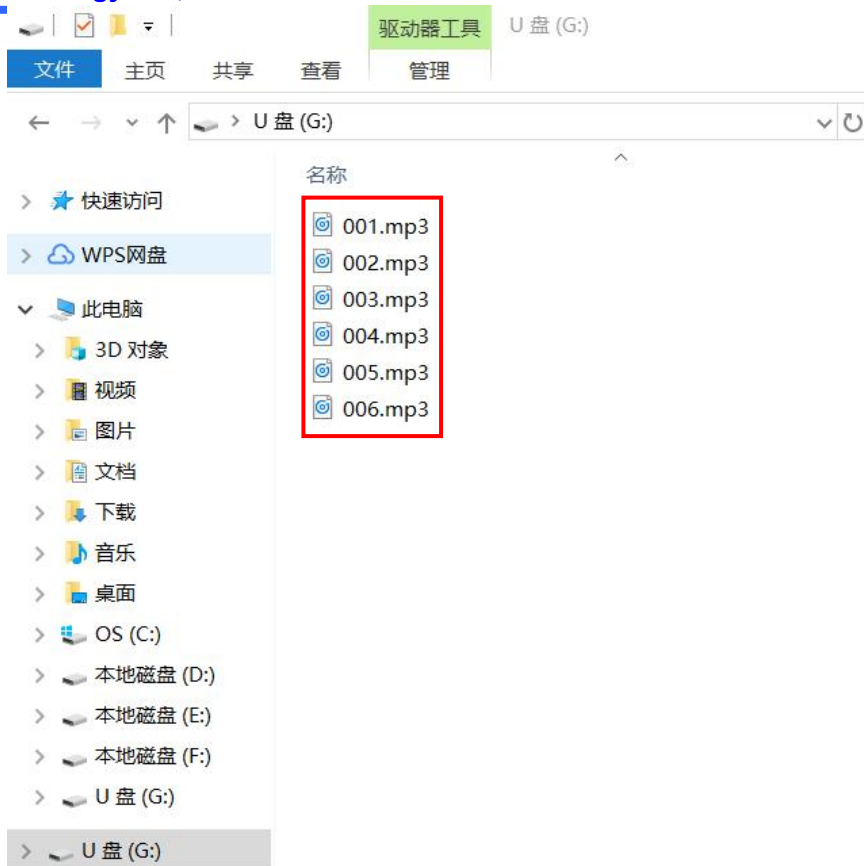 驱动器工具 U 盘 (G:)
文件 主页 共享 查看 管理
U 盘 (G:)
名称
快速访问
001.mp3
WPS网盘
002.mp3
003.mp3
此电脑
004.mp3
3D 对象
005.mp3
视频
006.mp3
图片
文档
下载
音乐
桌面
OS (C:)
本地磁盘 (D:)
本地磁盘 (E:)
本地磁盘 (F:)
U 盘 (G:)
U 盘 (G:)